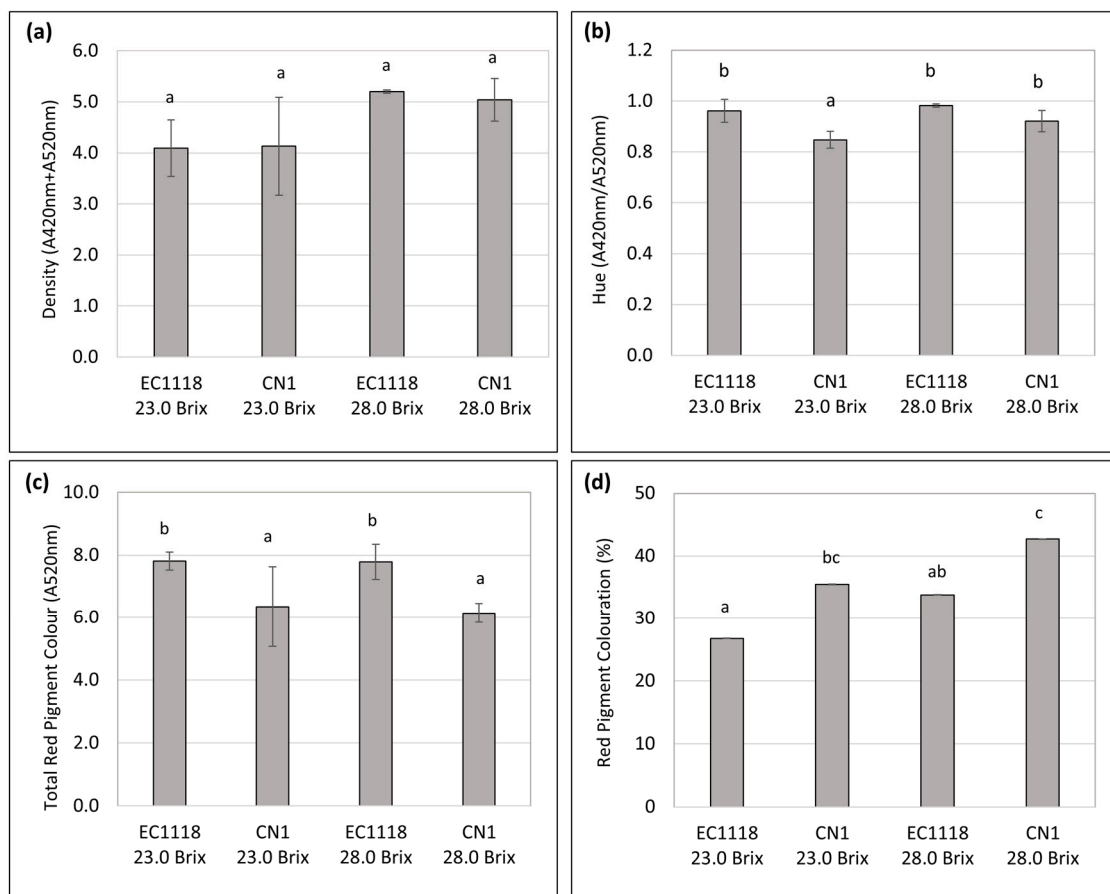 (a)
6.0
5.0
4.0
3.0
2.0
1.0
0.0
Density (A420nm+A520nm)
a
a
a
a
EC1118
23.0 Brix
CN1
23.0 Brix
EC1118
28.0 Brix
CN1
28.0 Brix
(b)
1.2
1.0
0.8
0.6
0.4
0.2
0.0
Hue (A420nm/A520nm)
b
a
b
b
EC1118
23.0 Brix
CN1
23.0 Brix
EC1118
28.0 Brix
CN1
28.0 Brix
(c)
10.0
8.0
6.0
4.0
2.0
0.0
Total Red Pigment Colour (A520nm)
b
a
b
a
EC1118
23.0 Brix
CN1
23.0 Brix
EC1118
28.0 Brix
CN1
28.0 Brix
(d)
50
40
30
20
10
0
Red Pigment Colouration (%)
a
bc
ab
c
EC1118
23.0 Brix
CN1
23.0 Brix
EC1118
28.0 Brix
CN1
28.0 Brix